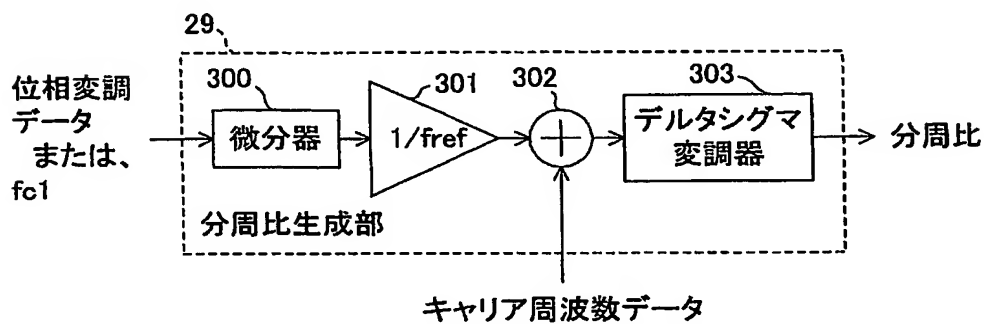 29
300
301
302
303
位相変調
データ
または、
fc1
微分器
1/fref
+
デルタシグマ
変調器
分周比
分周比生成部
キャリア周波数データ